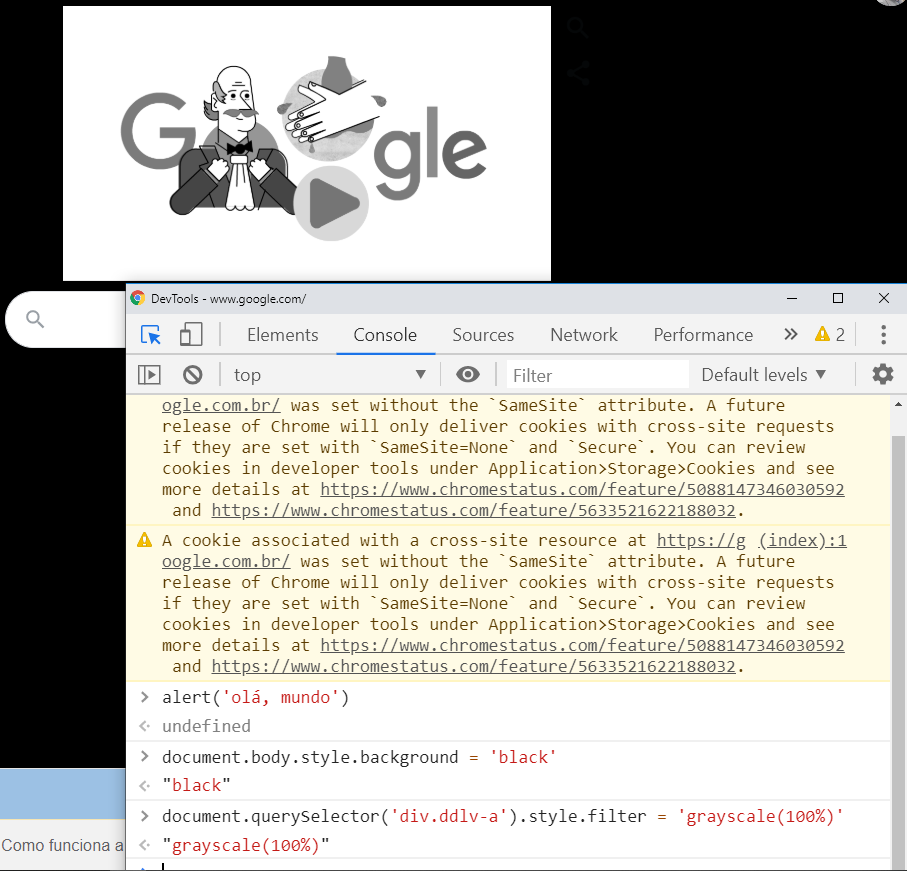 Google
DevTools - www.google.com/
Elements Console Sources Network Performance 2
top Filter Default levels
ogle.com.br/ was set without the `SameSite` attribute. A future
release of Chrome will only deliver cookies with cross-site requests
if they are set with `SameSite=None` and `Secure`. You can review
cookies in developer tools under Application>Storage>Cookies and see
more details at https://www.chromestatus.com/feature/5088147346030592
and https://www.chromestatus.com/feature/5633521622188032.
A cookie associated with a cross-site resource at https://g (index):1
oogle.com.br/ was set without the `SameSite` attribute. A future
release of Chrome will only deliver cookies with cross-site requests
if they are set with `SameSite=None` and `Secure`. You can review
cookies in developer tools under Application>Storage>Cookies and see
more details at https://www.chromestatus.com/feature/5088147346030592
and https://www.chromestatus.com/feature/5633521622188032.
> alert('olá, mundo')
undefined
> document.body.style.background = 'black'
"black"
> document.querySelector('div.ddlv-a').style.filter = 'grayscale(100%)'
"grayscale(100%)"
Como funciona a